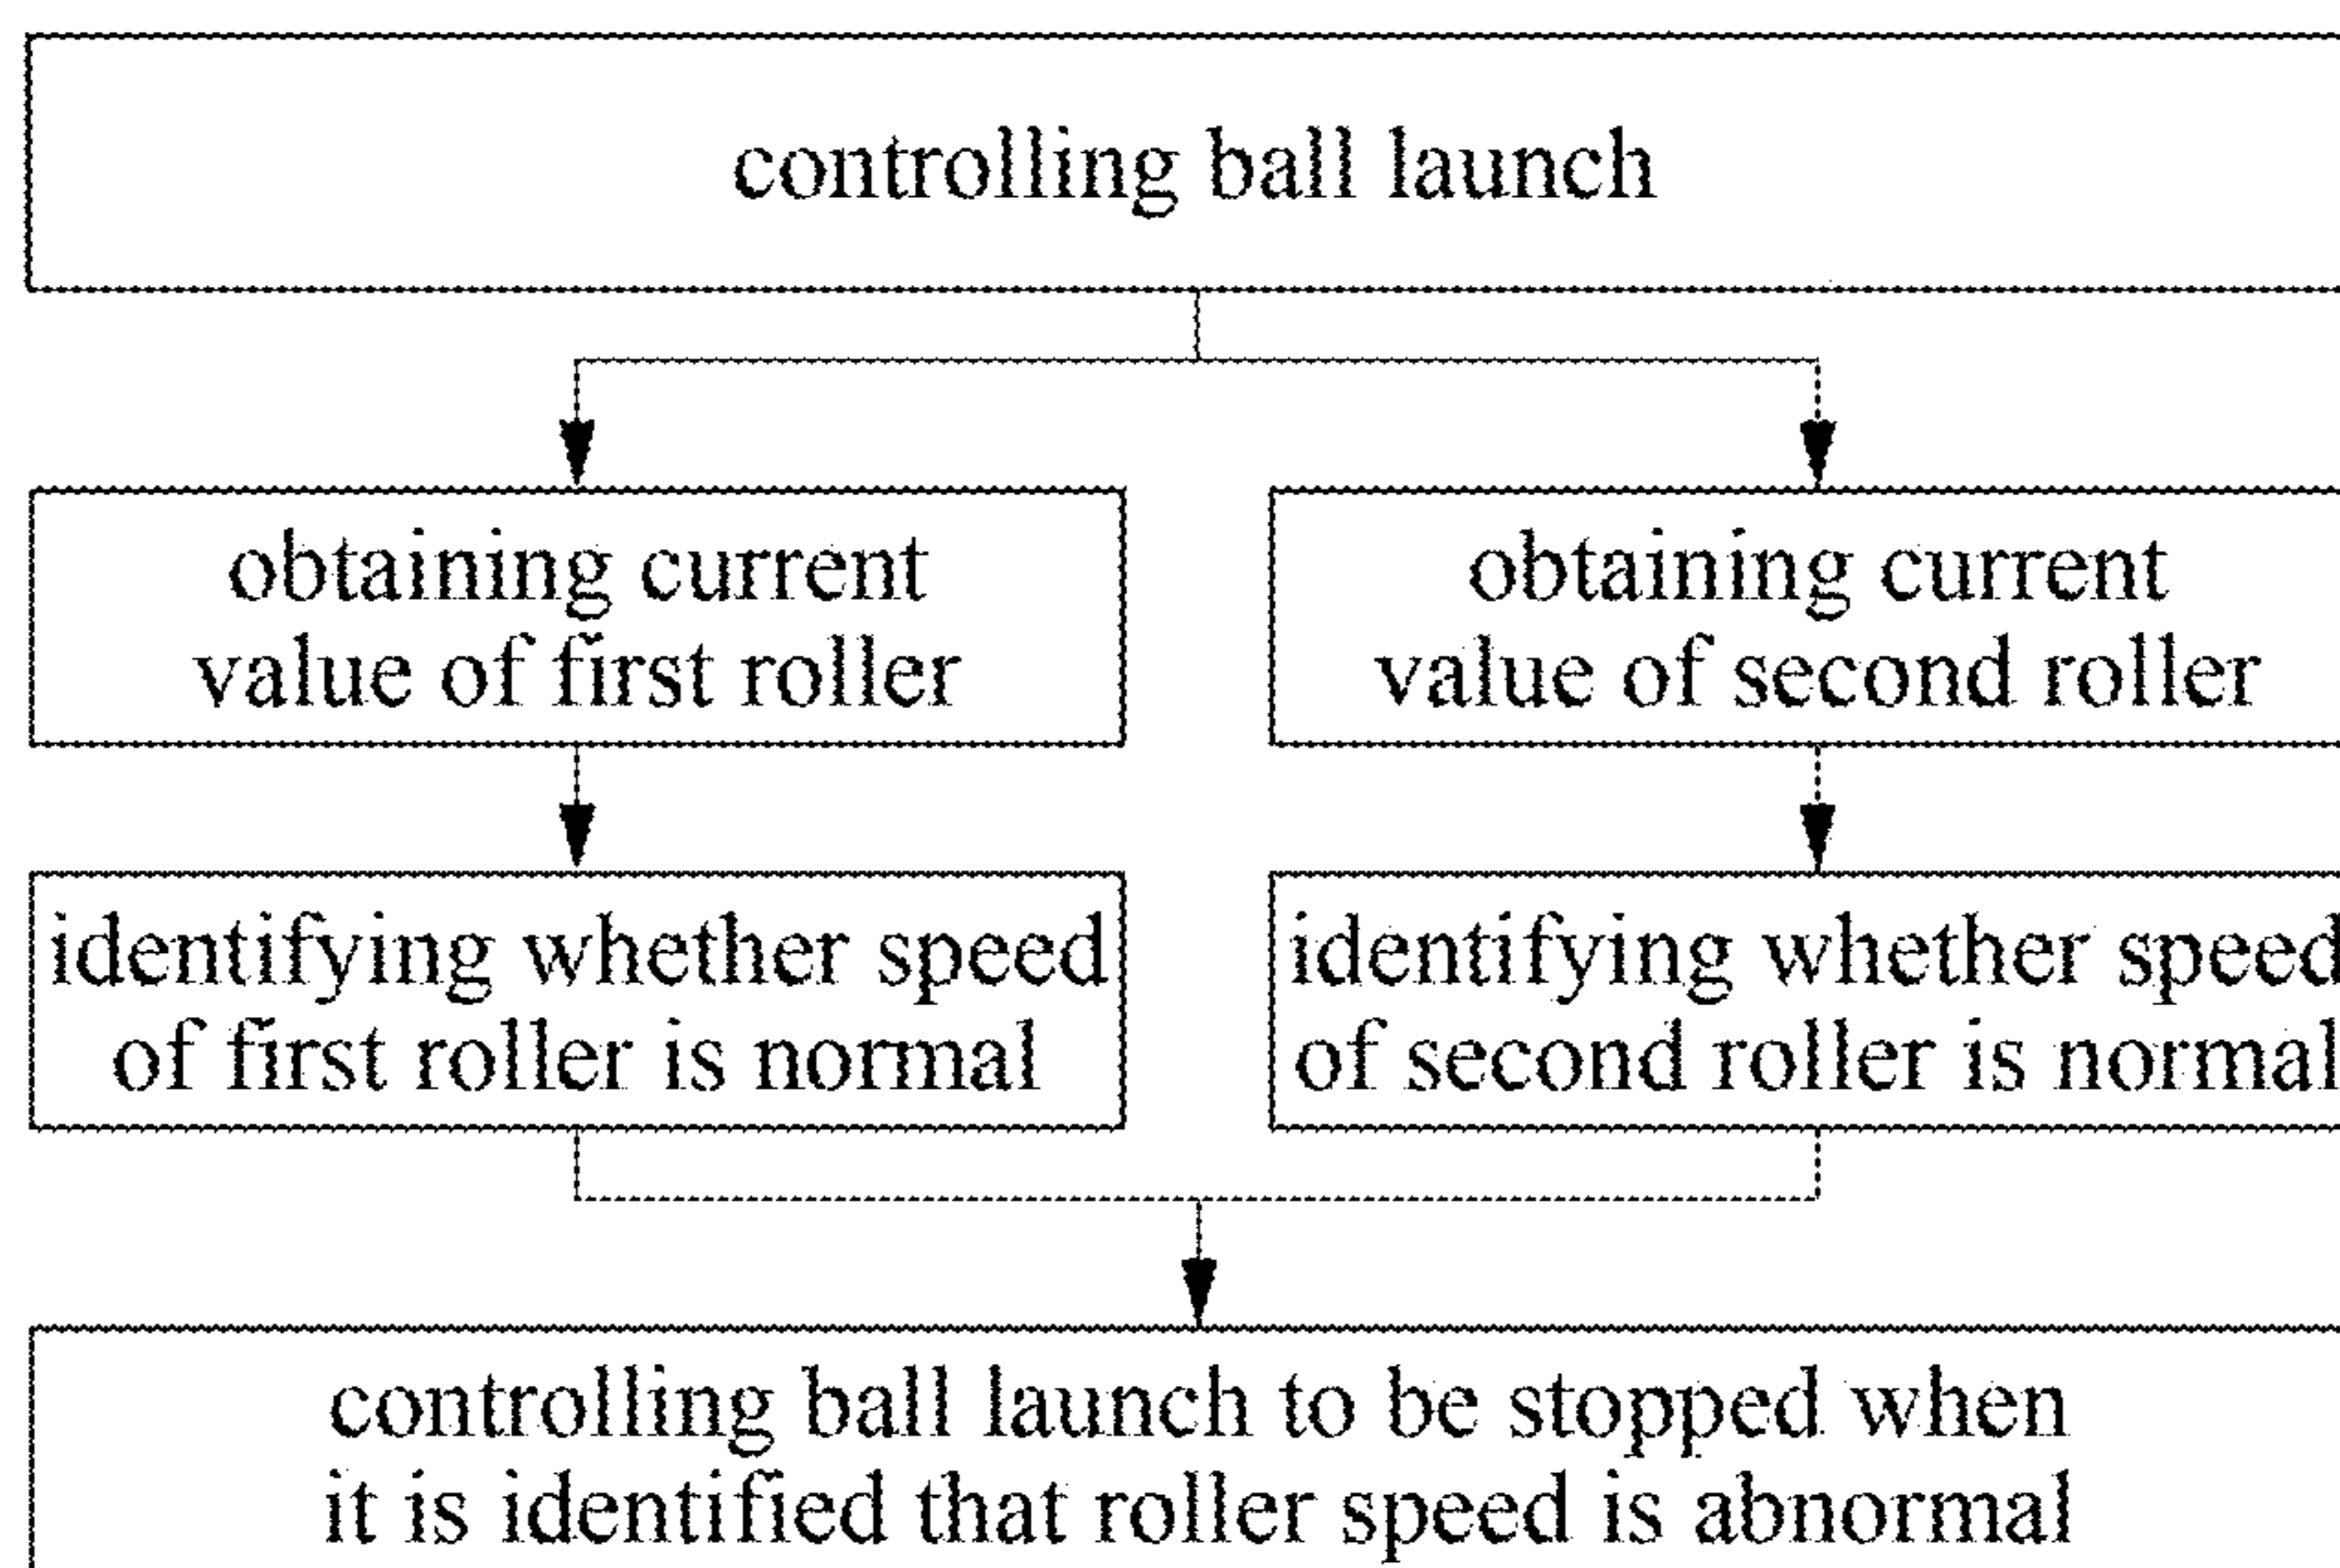 controlling ball launch
obtaining current
value of first roller
obtaining current
value of second roller
identifying whether speed
of first roller is normal
identifying whether speed
of second roller is normal
controlling ball launch to be stopped when
it is identified that roller speed is abnormal